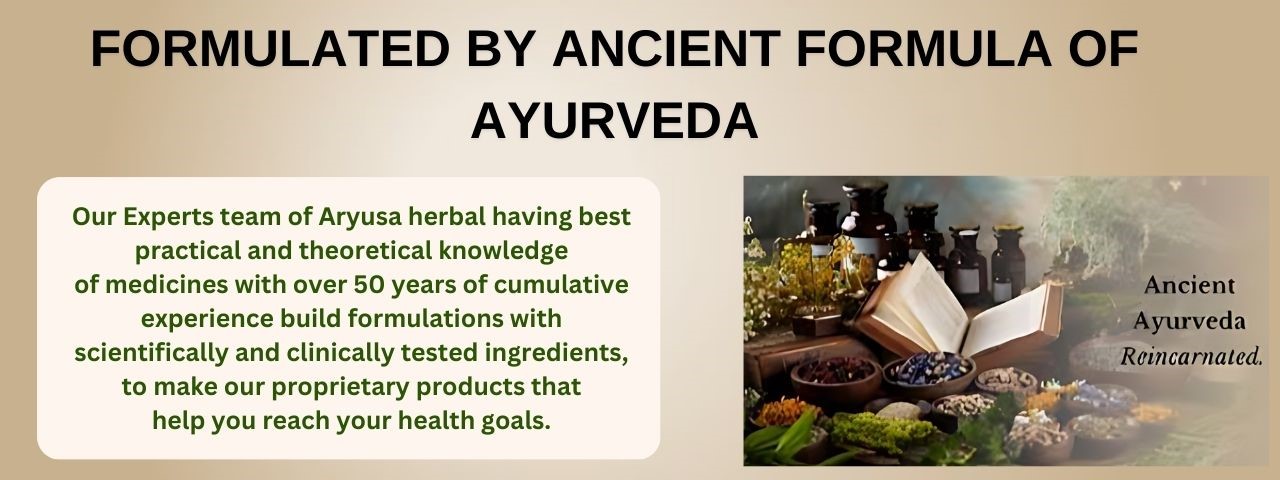 FORMULATED BY ANCIENT FORMULA OF
AYURVEDA
Our Experts team of Aryusa herbal having best
practical and theoretical knowledge
of medicines with over 50 years of cumulative
experience build formulations with
scientifically and clinically tested ingredients,
to make our proprietary products that
help you reach your health goals.
Ancient
Ayurveda
Reincarnated.